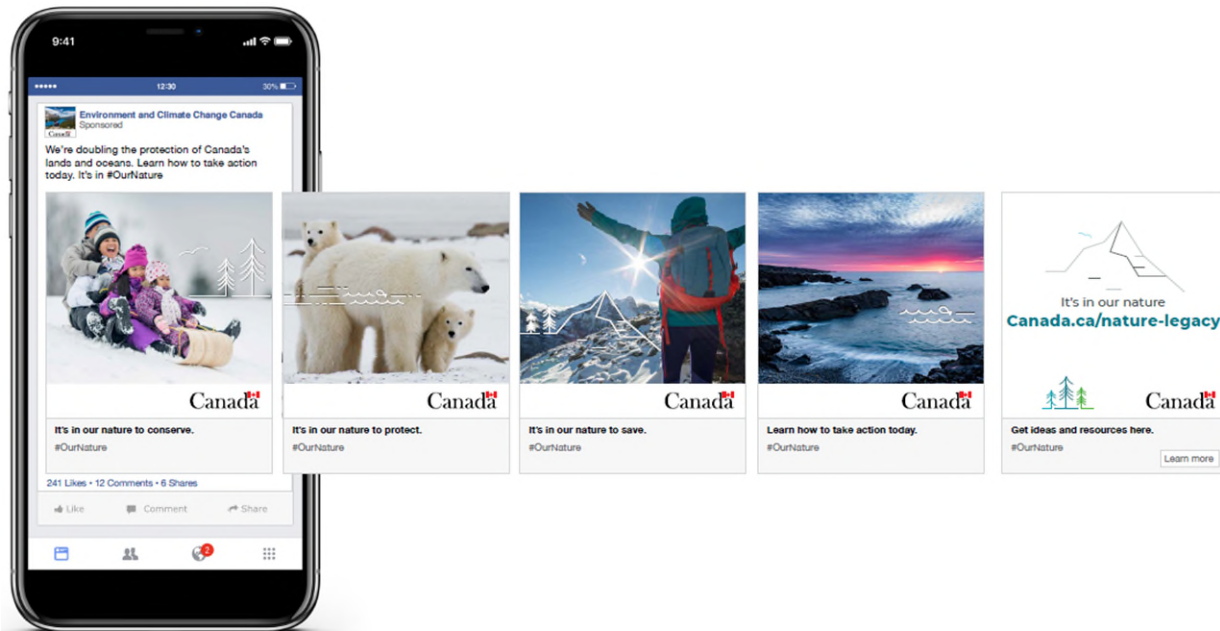 9:41
12:30
30%
Environment and Climate Change Canada
Sponsored
Canada
We're doubling the protection of Canada's
lands and oceans. Learn how to take action
today. It's in #OurNature
Canada
It's in our nature to conserve.
#OurNature
Canada
It's in our nature to protect.
#OurNature
Canada
It's in our nature to save.
#OurNature
Canada
Learn how to take action today.
#OurNature
It's in our nature
Canada.ca/nature-legacy
Canada
Get ideas and resources here.
#OurNature
Learn more
241 Likes • 12 Comments • 6 Shares
Like
Comment
Share
2